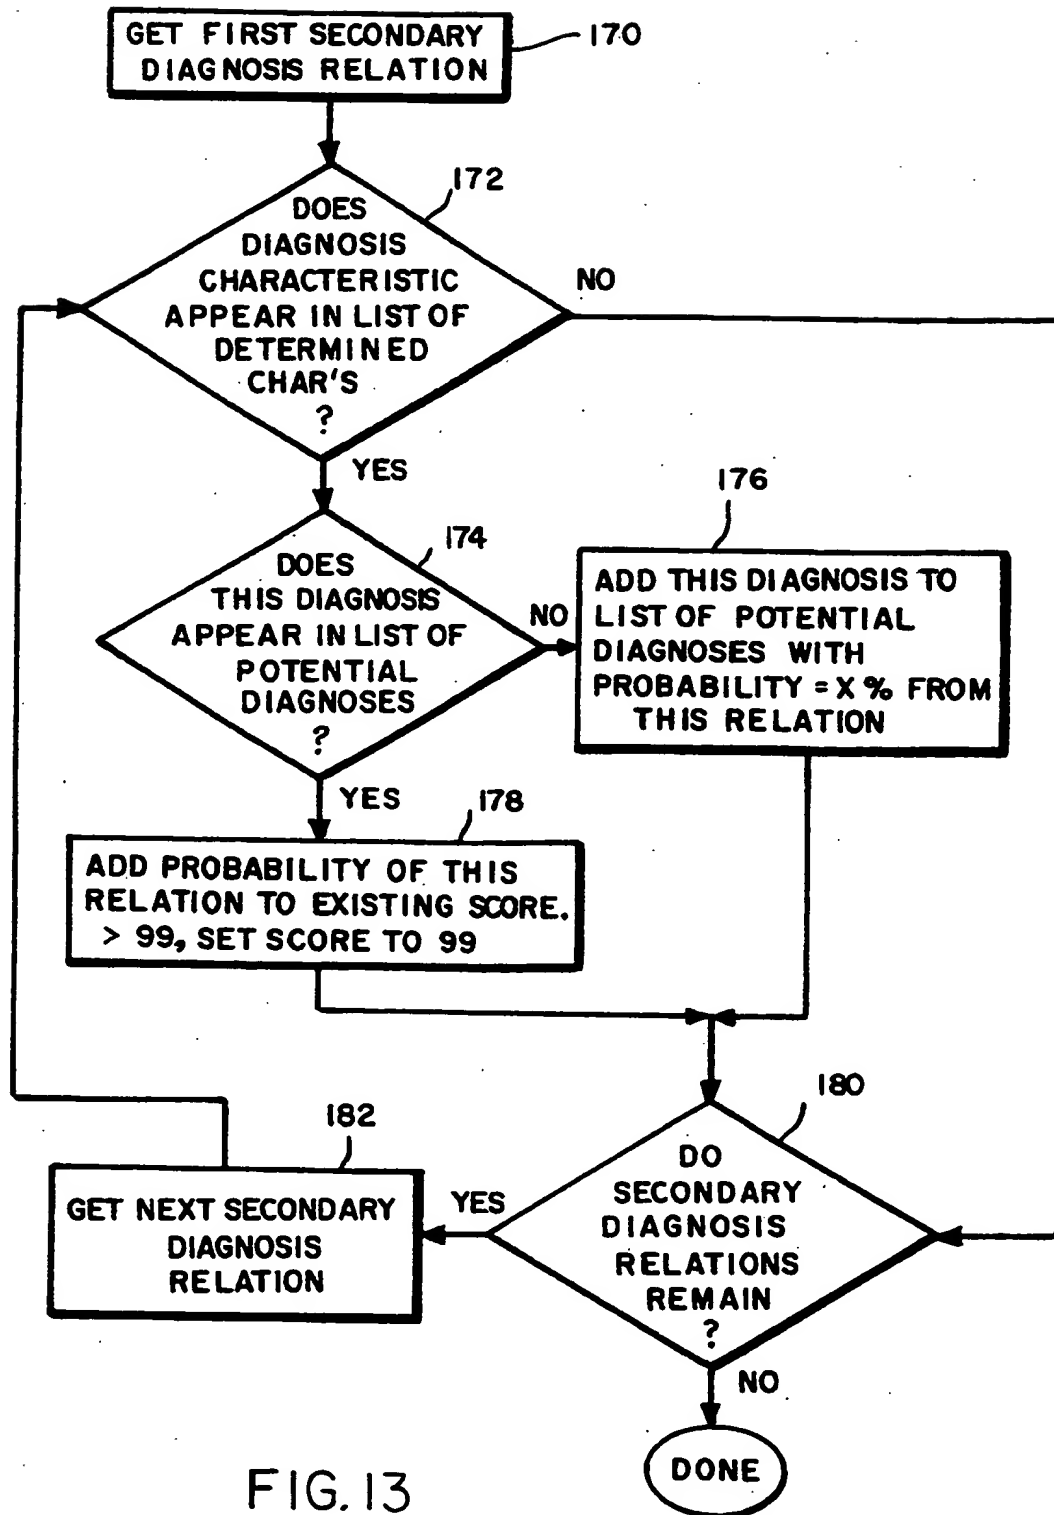 GET FIRST SECONDARY
DIAGNOSIS RELATION
170
172
DOES
DIAGNOSIS
CHARACTERISTIC
APPEAR IN LIST OF
DETERMINED
CHAR'S
?
NO
YES
174
DOES
THIS DIAGNOSIS
APPEAR IN LIST OF
POTENTIAL
DIAGNOSES
?
NO
176
ADD THIS DIAGNOSIS TO
LIST OF POTENTIAL
DIAGNOSES WITH
PROBABILITY = X % FROM
THIS RELATION
YES
178
ADD PROBABILITY OF THIS
RELATION TO EXISTING SCORE.
> 99, SET SCORE TO 99
180
DO
SECONDARY
DIAGNOSIS
RELATIONS
REMAIN
?
YES
182
GET NEXT SECONDARY
DIAGNOSIS
RELATION
NO
DONE
FIG. 13